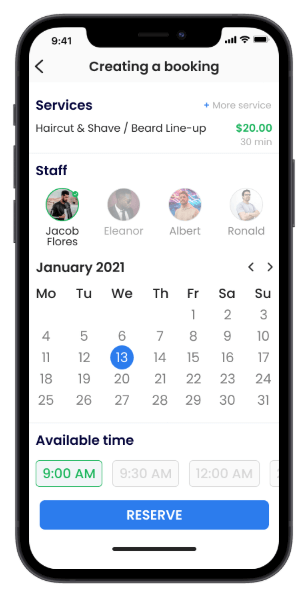 9:41
Creating a booking
Services
+ More service
Haircut & Shave / Beard Line-up
$20.00
30 min
Staff
Jacob Flores
Eleanor
Albert
Ronald
January 2021
Mo Tu We Th Fr Sa Su
1 2 3
4 5 6 7 8 9 10
11 12 13 14 15 16 17
18 19 20 21 22 23 24
25 26 27 28 29 30 31
Available time
9:00 AM
9:30 AM
12:00 AM
RESERVE